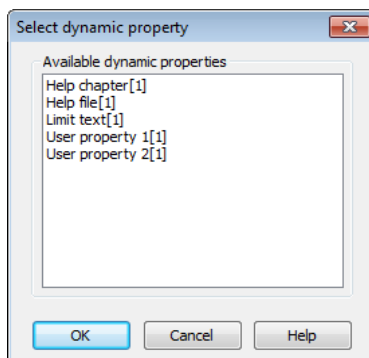 Select dynamic property
Available dynamic properties
Help chapter[1]
Help file[1]
Limit text[1]
User property 1[1]
User property 2[1]
OK Cancel Help